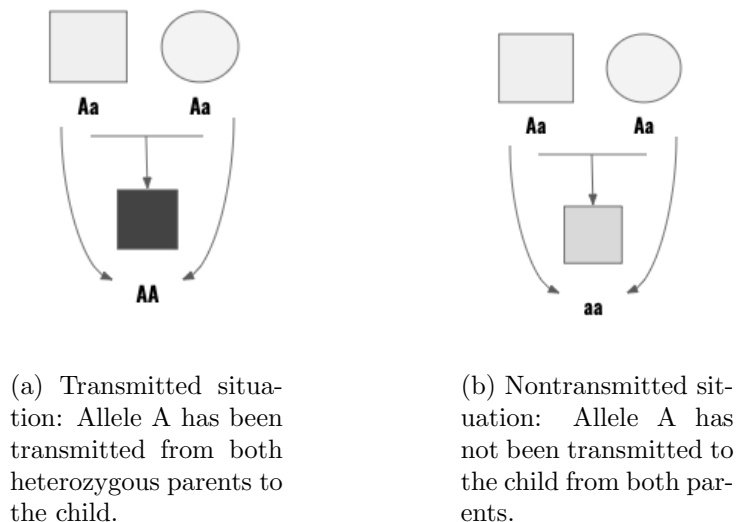 Aa Aa
AA
Aa Aa
aa
(a) Transmitted situa-
tion: Allele A has been
transmitted from both
heterozygous parents to
the child.
(b) Nontransmitted sit-
uation: Allele A has
not been transmitted to
the child from both par-
ents.